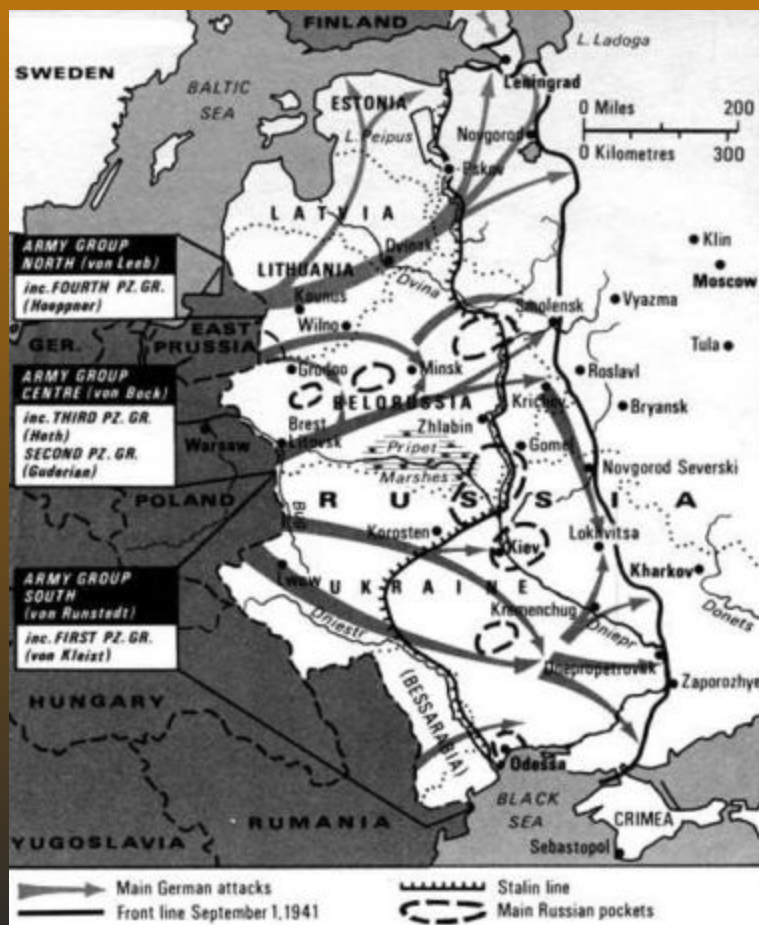 FINLAND
L. Ladoga
SWEDEN
BALTIC
SEA
Leningrad
ESTONIA
0 Miles 200
L. Peipus
Novgorod
0 Kilometres 300
Pskov
LATVIA
ARMY GROUP
NORTH (von Leeb)
inc. FOURTH PZ. GR.
(Hoeppner)
Dvinsk
Klin
Moscow
LITHUANIA
Dvina
Kaunus
Smolensk
Vyazma
Wilno
EAST
PRUSSIA
GER.
Tula
Grodno
Minsk
Roslavl
ARMY GROUP
CENTRE (von Bock)
inc. THIRD PZ. GR.
(Hoth)
SECOND PZ. GR.
(Guderian)
BELORUSSIA
Krichev
Bryansk
Brest
Litovsk
Zhlabin
Warsaw
Pripet
Marshes
Gomel
Novgorod Severski
POLAND
RUSSIA
Bug
Korosten
Kiev
Lokhvitsa
Kharkov
ARMY GROUP
SOUTH
(von Runstedt)
inc. FIRST PZ. GR.
(von Kleist)
Lwow
UKRAINE
Donets
Kremenchug
Dniestr
Dniepr
Dnepropetrovsk
Zaporozhye
HUNGARY
(BESSARABIA)
Odessa
RUMANIA
BLACK
SEA
CRIMEA
YUGOSLAVIA
Sebastopol
Main German attacks
Stalin line
Front line September 1,1941
Main Russian pockets